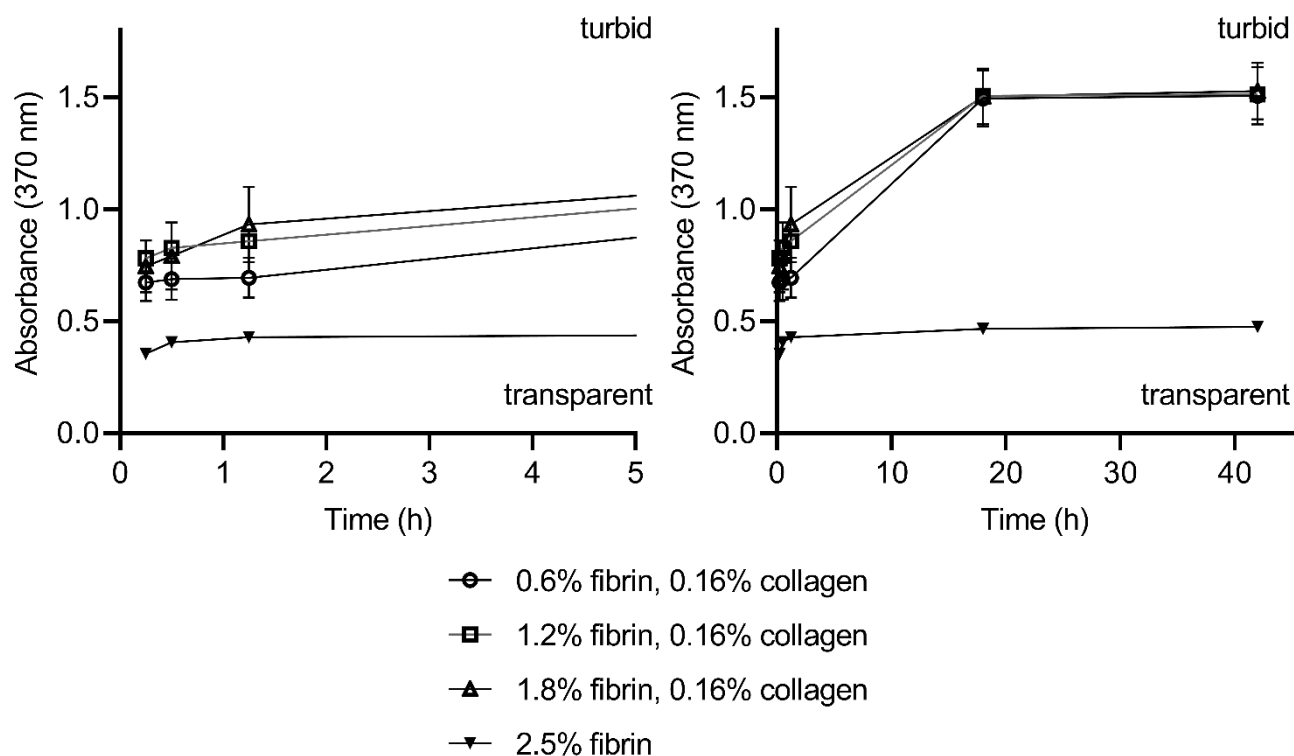 turbid
Absorbance (370 nm)
1.5
1.0
0.5
0.0
transparent
0 1 2 3 4 5
Time (h)
turbid
Absorbance (370 nm)
1.5
1.0
0.5
0.0
transparent
0 10 20 30 40
Time (h)
0.6% fibrin, 0.16% collagen
1.2% fibrin, 0.16% collagen
1.8% fibrin, 0.16% collagen
2.5% fibrin